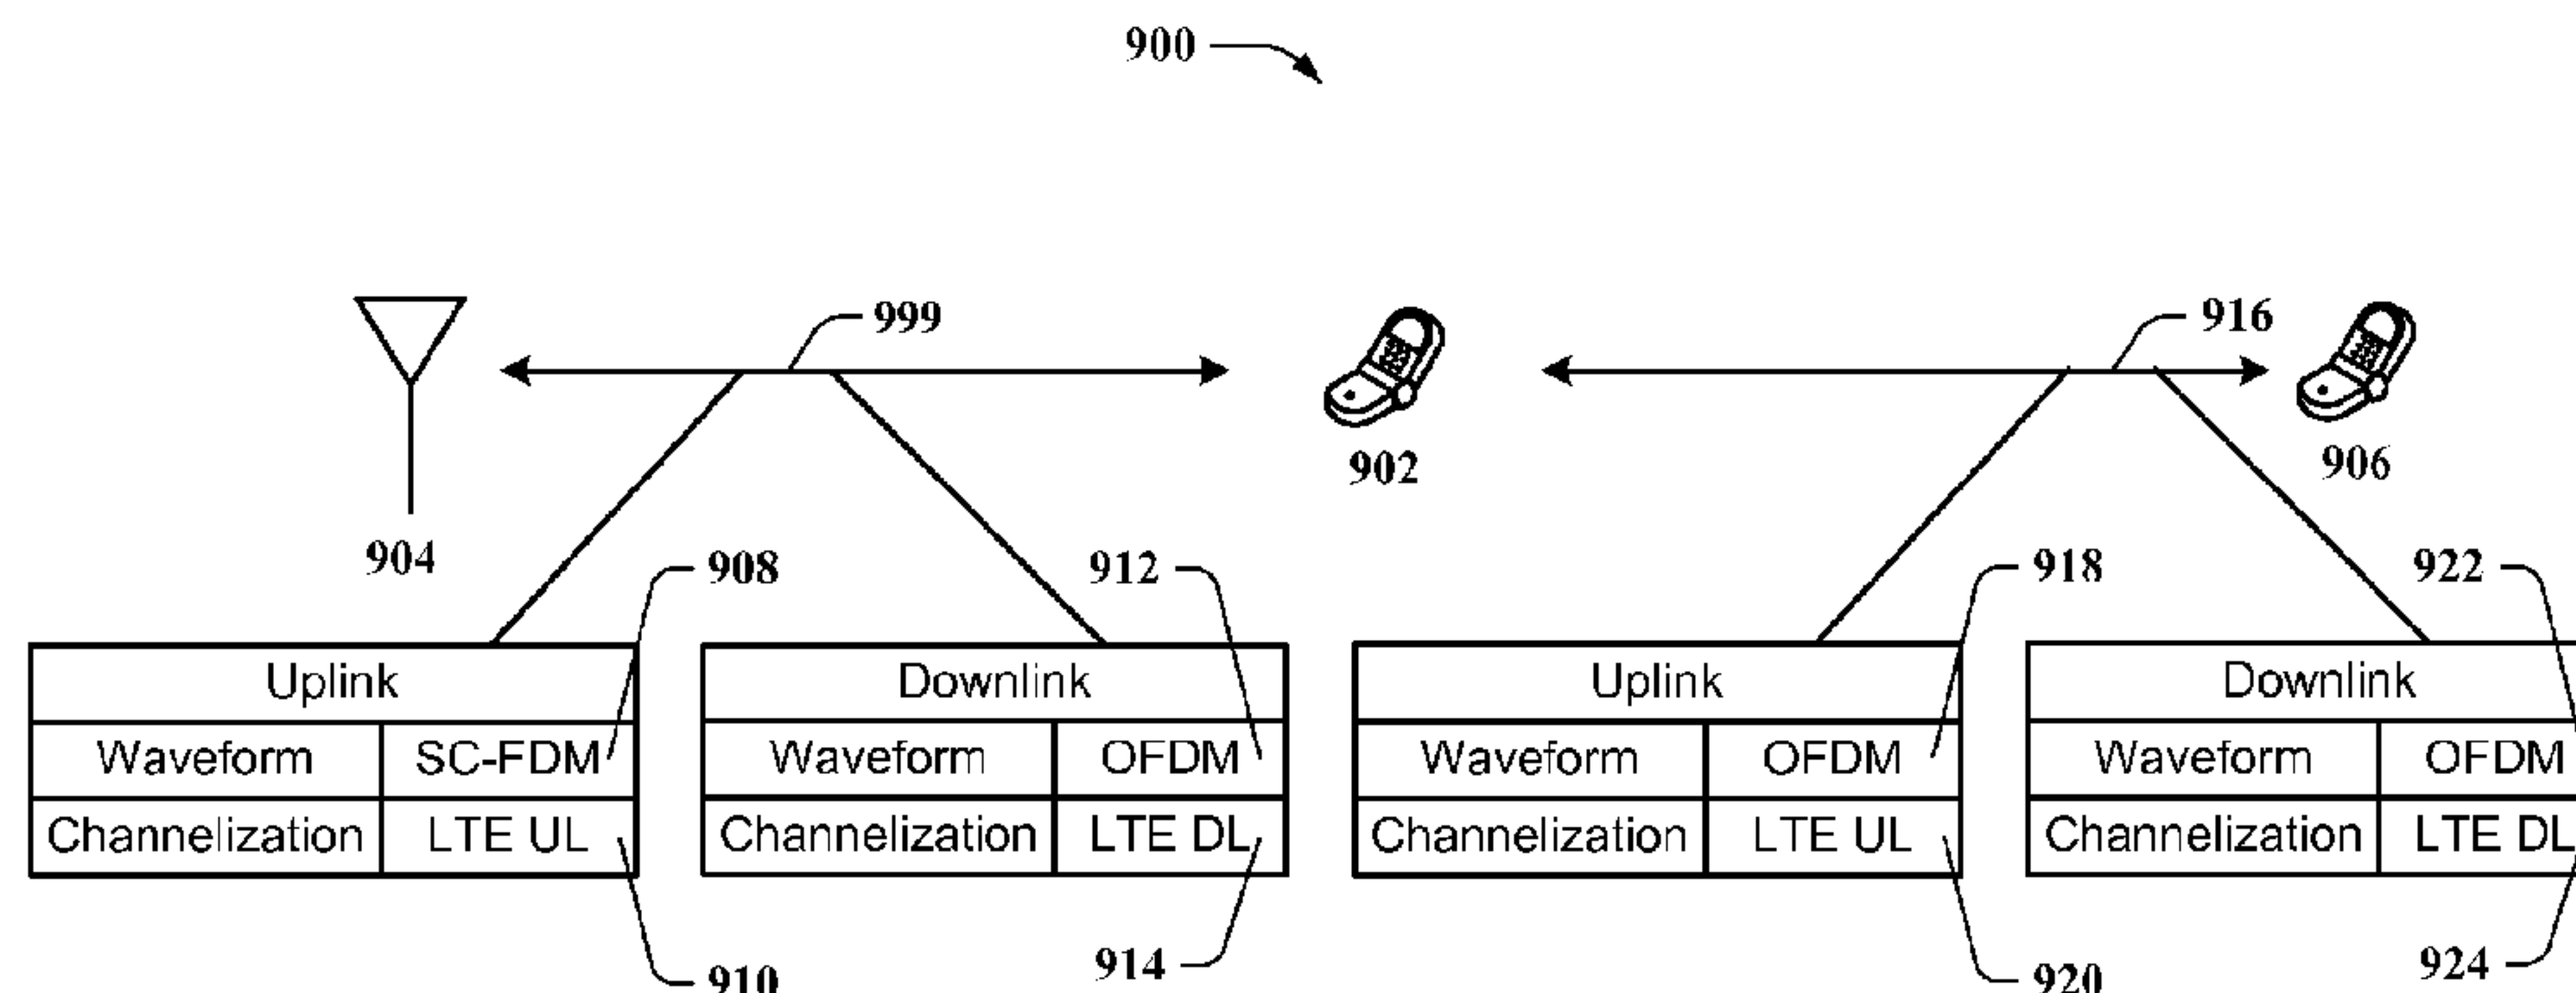 900
999
916
902
906
904
908
912
918
922
Uplink
Downlink
Uplink
Downlink
Waveform SC-FDM
Waveform OFDM
Waveform OFDM
Waveform OFDM
Channelization LTE UL
Channelization LTE DL
Channelization LTE UL
Channelization LTE DL
910
914
920
924